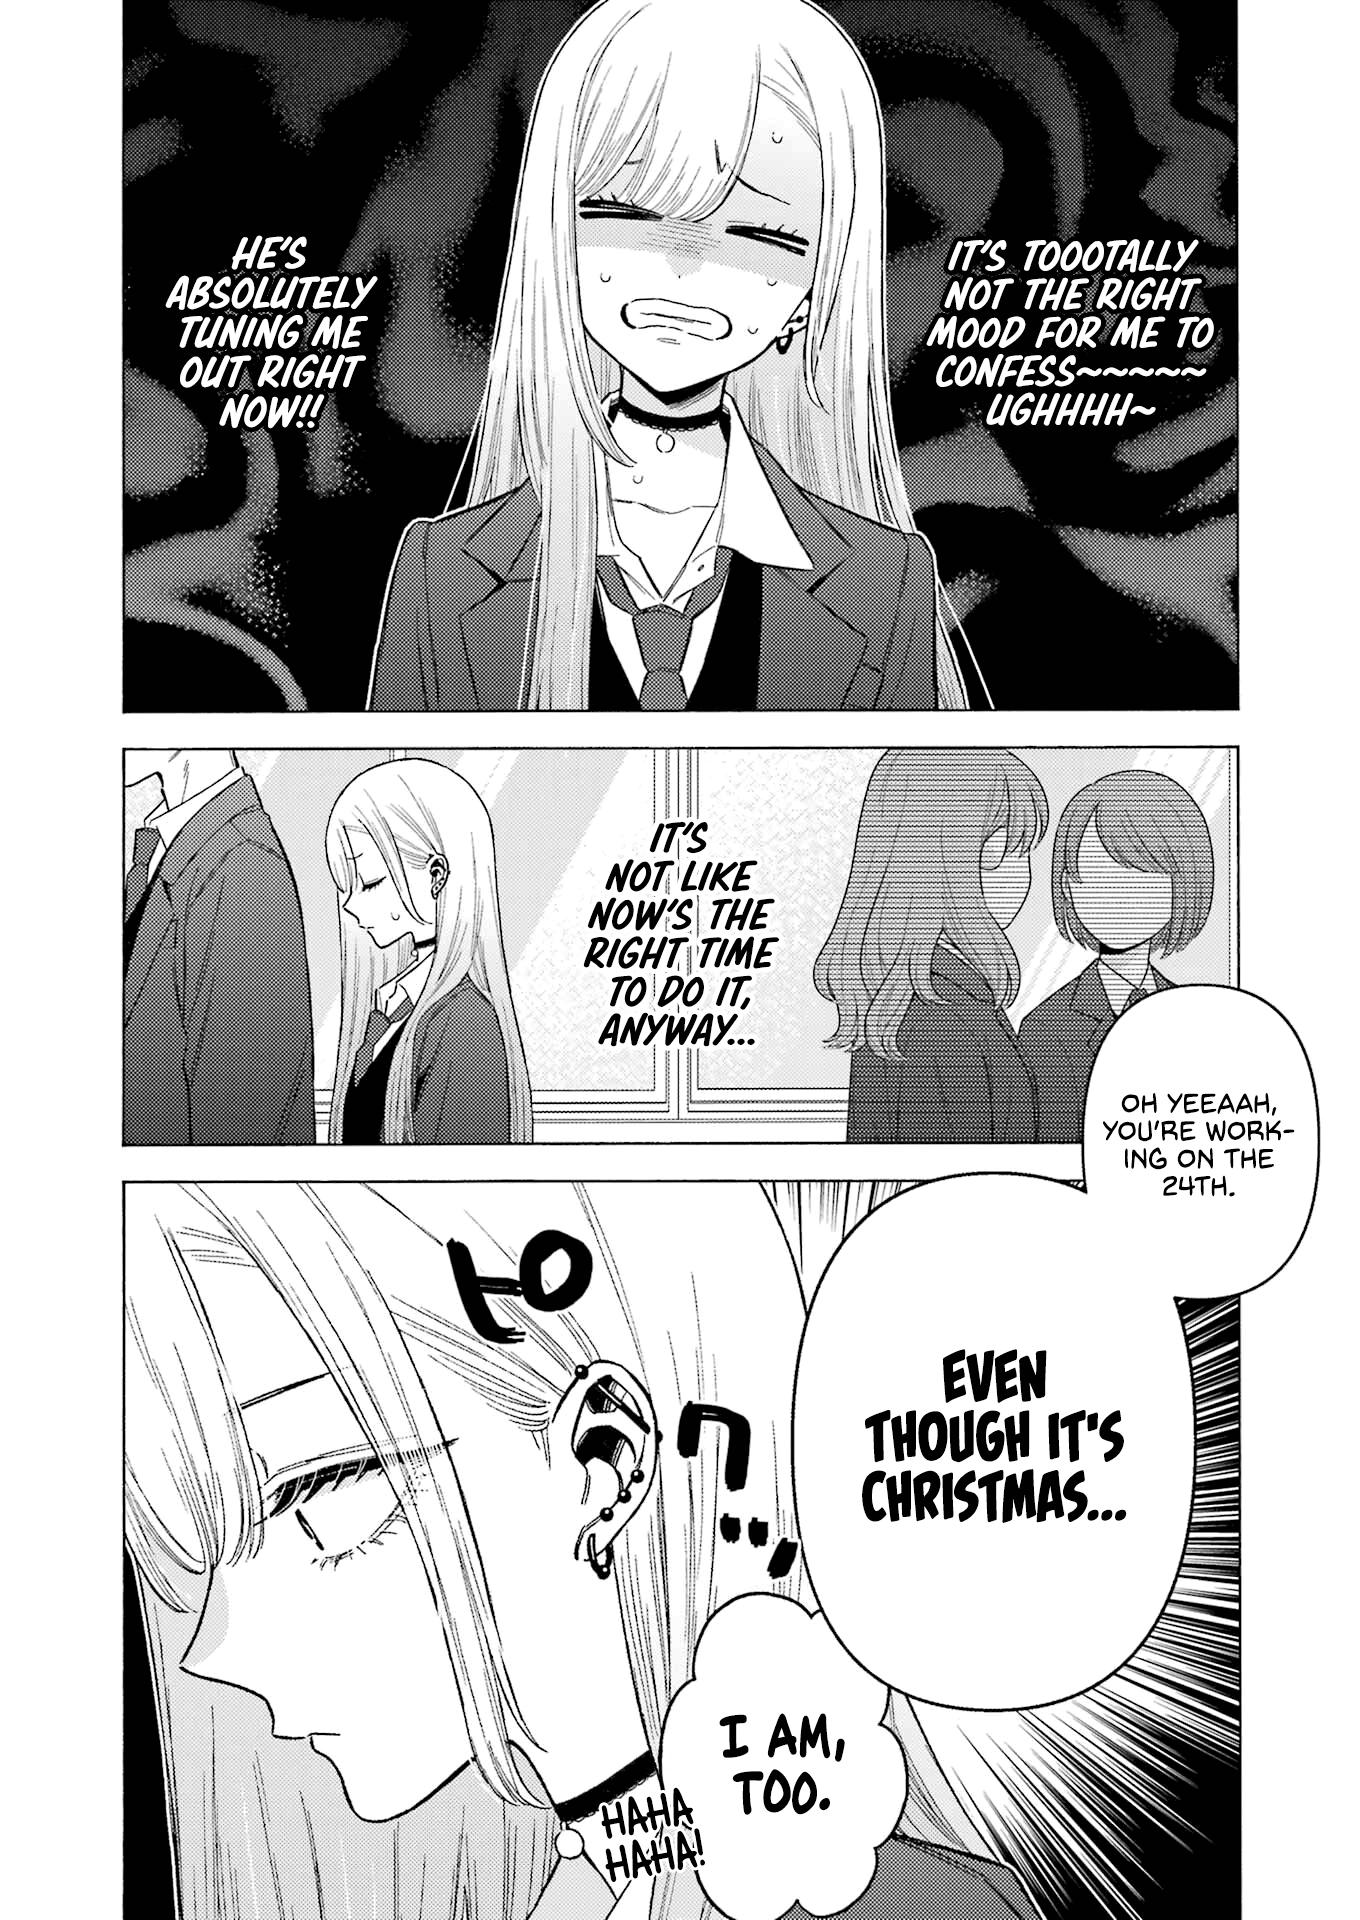 IT'S TOOOTALLY
NOT THE RIGHT
MOOD FOR ME TO
CONFESS~~~~~
UGHHHH~
HE'S
ABSOLUTELY
TUNING ME
OUT RIGHT
NOW!!
IT'S
NOT LIKE
NOW'S THE
RIGHT TIME
TO DO IT,
ANYWAY...
OH YEEAAH,
YOU'RE WORK-
ING ON THE
24TH.
EVEN
THOUGH IT'S
CHRISTMAS...
I AM,
TOO.
HAHA
HAHA!